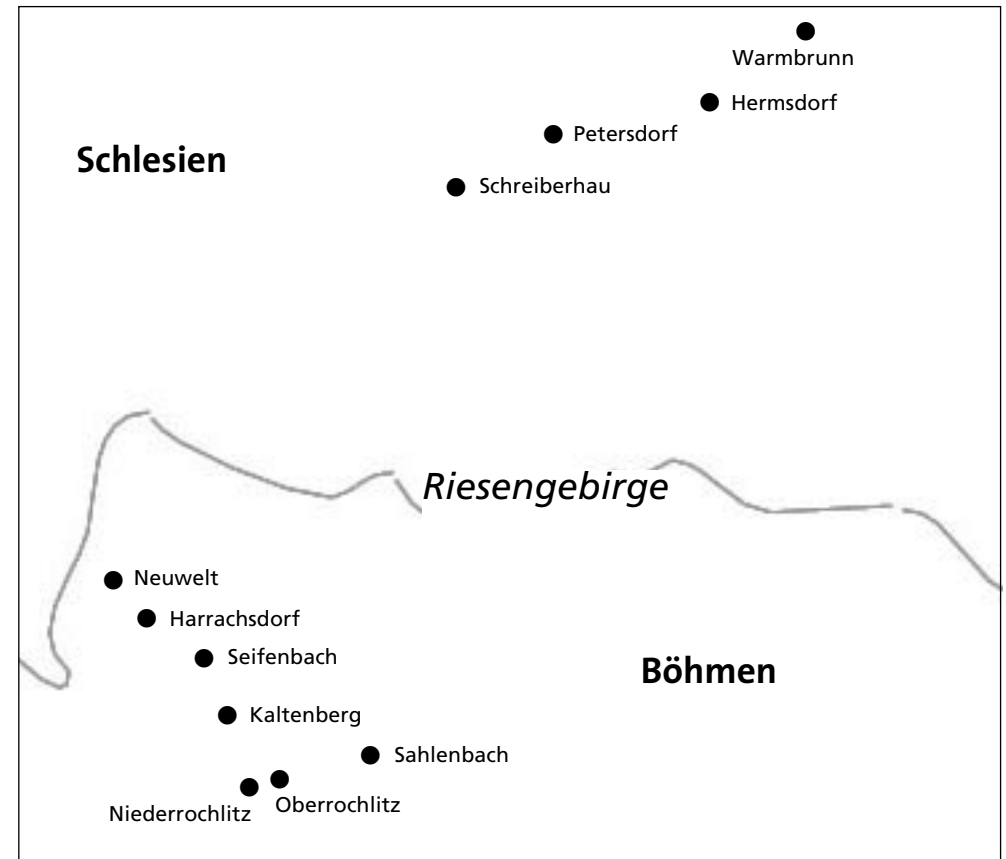 Warmbrunn
Hermsdorf
Petersdorf
Schlesien
Schreiberhau
Riesengebirge
Neuwelt
Harrachsdorf
Seifenbach
Böhmen
Kaltenberg
Sahlenbach
Oberrochlitz
Niederrochlitz